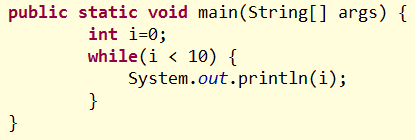 public static void main(String[] args) {
        int i=0;
        while(i < 10) {
            System.out.println(i);
        }
}